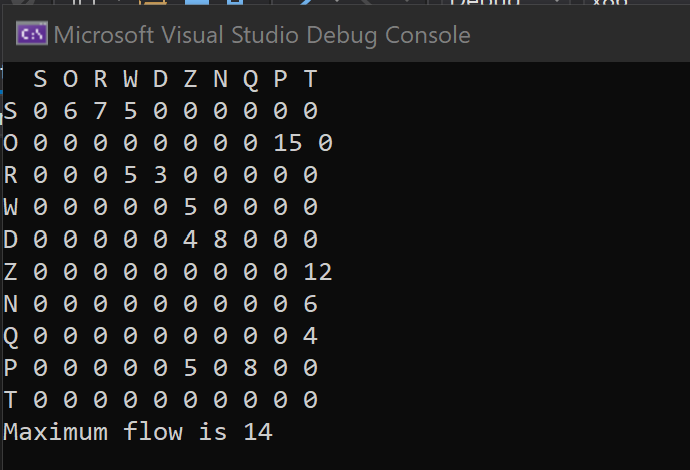 Microsoft Visual Studio Debug Console
S O R W D Z N Q P T
S 0 6 7 5 0 0 0 0 0 0
O 0 0 0 0 0 0 0 0 15 0
R 0 0 0 5 3 0 0 0 0 0
W 0 0 0 0 0 5 0 0 0 0
D 0 0 0 0 0 4 8 0 0 0
Z 0 0 0 0 0 0 0 0 0 12
N 0 0 0 0 0 0 0 0 0 6
Q 0 0 0 0 0 0 0 0 0 4
P 0 0 0 0 0 5 0 8 0 0
T 0 0 0 0 0 0 0 0 0 0
Maximum flow is 14